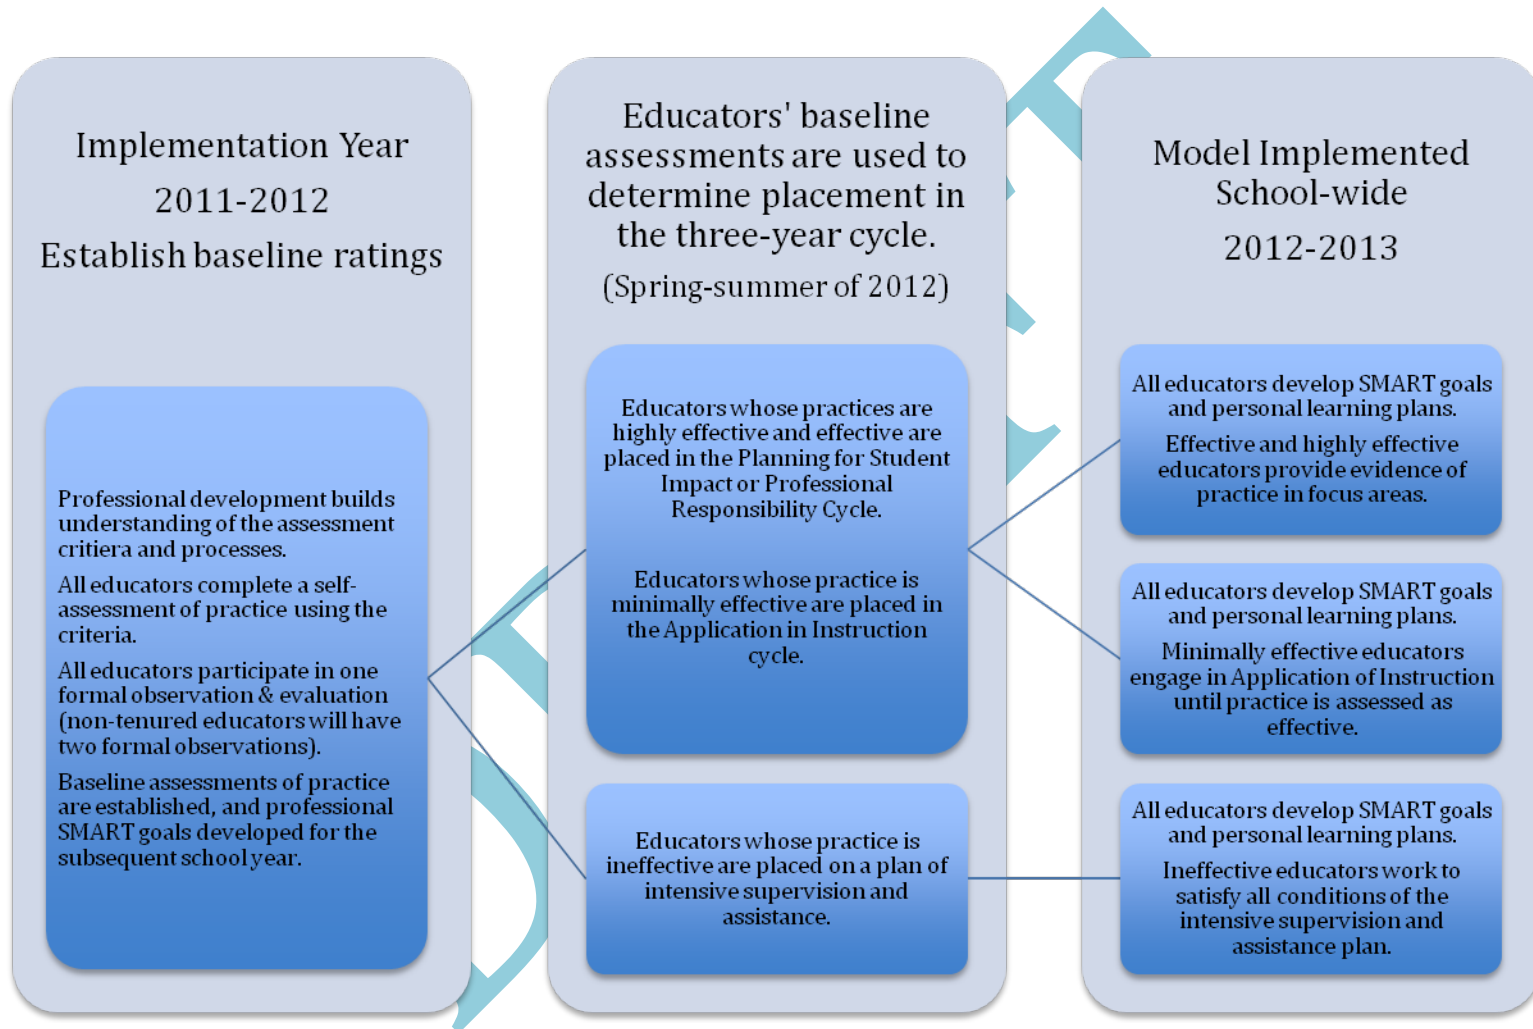 Implementation Year
2011-2012
Establish baseline ratings
Professional development builds
understanding of the assessment
critiera and processes.
All educators complete a self-
assessment of practice using the
criteria.
All educators participate in one
formal observation & evaluation
(non-tenured educators will have
two formal observations).
Baseline assessments of practice
are established, and professional
SMART goals developed for the
subsequent school year.
Educators' baseline
assessments are used to
determine placement in
the three-year cycle.
(Spring-summer of 2012)
Educators whose practices are
highly effective and effective are
placed in the Planning for Student
Impact or Professional
Responsibility Cycle.
Educators whose practice is
minimally effective are placed in
the Application in Instruction
cycle.
Educators whose practice is
ineffective are placed on a plan of
intensive supervision and
assistance.
Model Implemented
School-wide
2012-2013
All educators develop SMART goals
and personal learning plans.
Effective and highly effective
educators provide evidence of
practice in focus areas.
All educators develop SMART goals
and personal learning plans.
Minimally effective educators
engage in Application of Instruction
until practice is assessed as
effective.
All educators develop SMART goals
and personal learning plans.
Ineffective educators work to
satisfy all conditions of the
intensive supervision and
assistance plan.